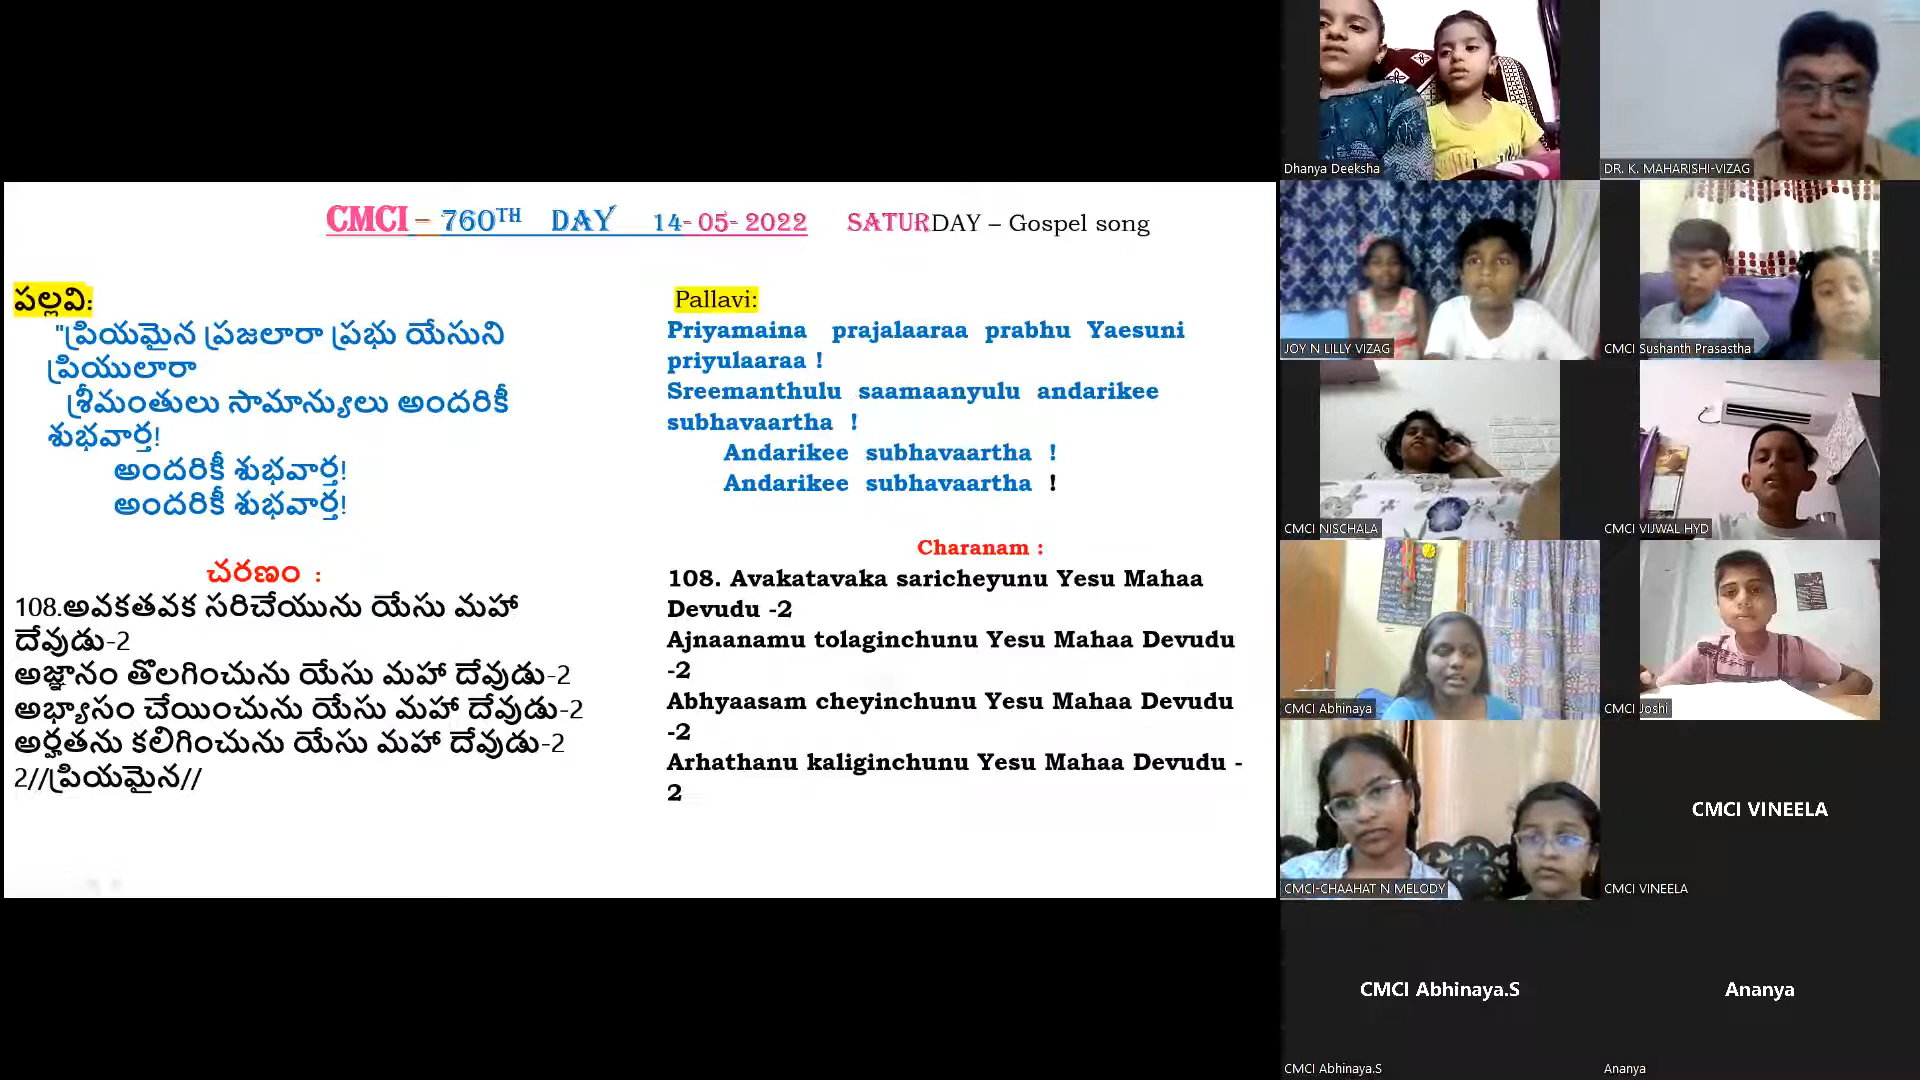 CMCI – 760TH DAY 14-05-2022 SATURDAY – Gospel song
పల్లవి:
"ప్రియమైన ప్రజలారా ప్రభు యేసుని
ప్రియులారా
శ్రీమంతులు సామాన్యులు అందరికీ
శుభవార్త!
అందరికీ శుభవార్త!
అందరికీ శుభవార్త!
చరణం :
108.అవకతవక సరిచేయును యేసు మహా
దేవుడు-2
అజ్ఞానం తొలగించును యేసు మహా దేవుడు-2
అభ్యాసం చేయించును యేసు మహా దేవుడు-2
అర్హతను కలిగించును యేసు మహా దేవుడు-2
2//ప్రియమైన//
Pallavi:
Priyamaina prajalaaraa prabhu Yaesuni
priyulaaraa !
Sreemanthulu saamaanyulu andarikee
subhavaartha !
Andarikee subhavaartha !
Andarikee subhavaartha !
Charanam :
108. Avakatavaka saricheyunu Yesu Mahaa
Devudu -2
Ajnaanamu tolaginchunu Yesu Mahaa Devudu
-2
Abhyaasam cheyinchunu Yesu Mahaa Devudu
-2
Arhathanu kaliginchunu Yesu Mahaa Devudu -
2
Dhanya Deeksha
DR. K. MAHARISHI-VIZAG
JOY N LILLY VIZAG
CMCI Sushanth Prasastha
CMCI NISCHALA
CMCI VIJWAL HYD
CMCI Abhinaya
CMCI Joshi
CMCI-CHAAHAT N MELODY
CMCI VINEELA
CMCI VINEELA
CMCI Abhinaya.S
Ananya
CMCI Abhinaya.S
Ananya